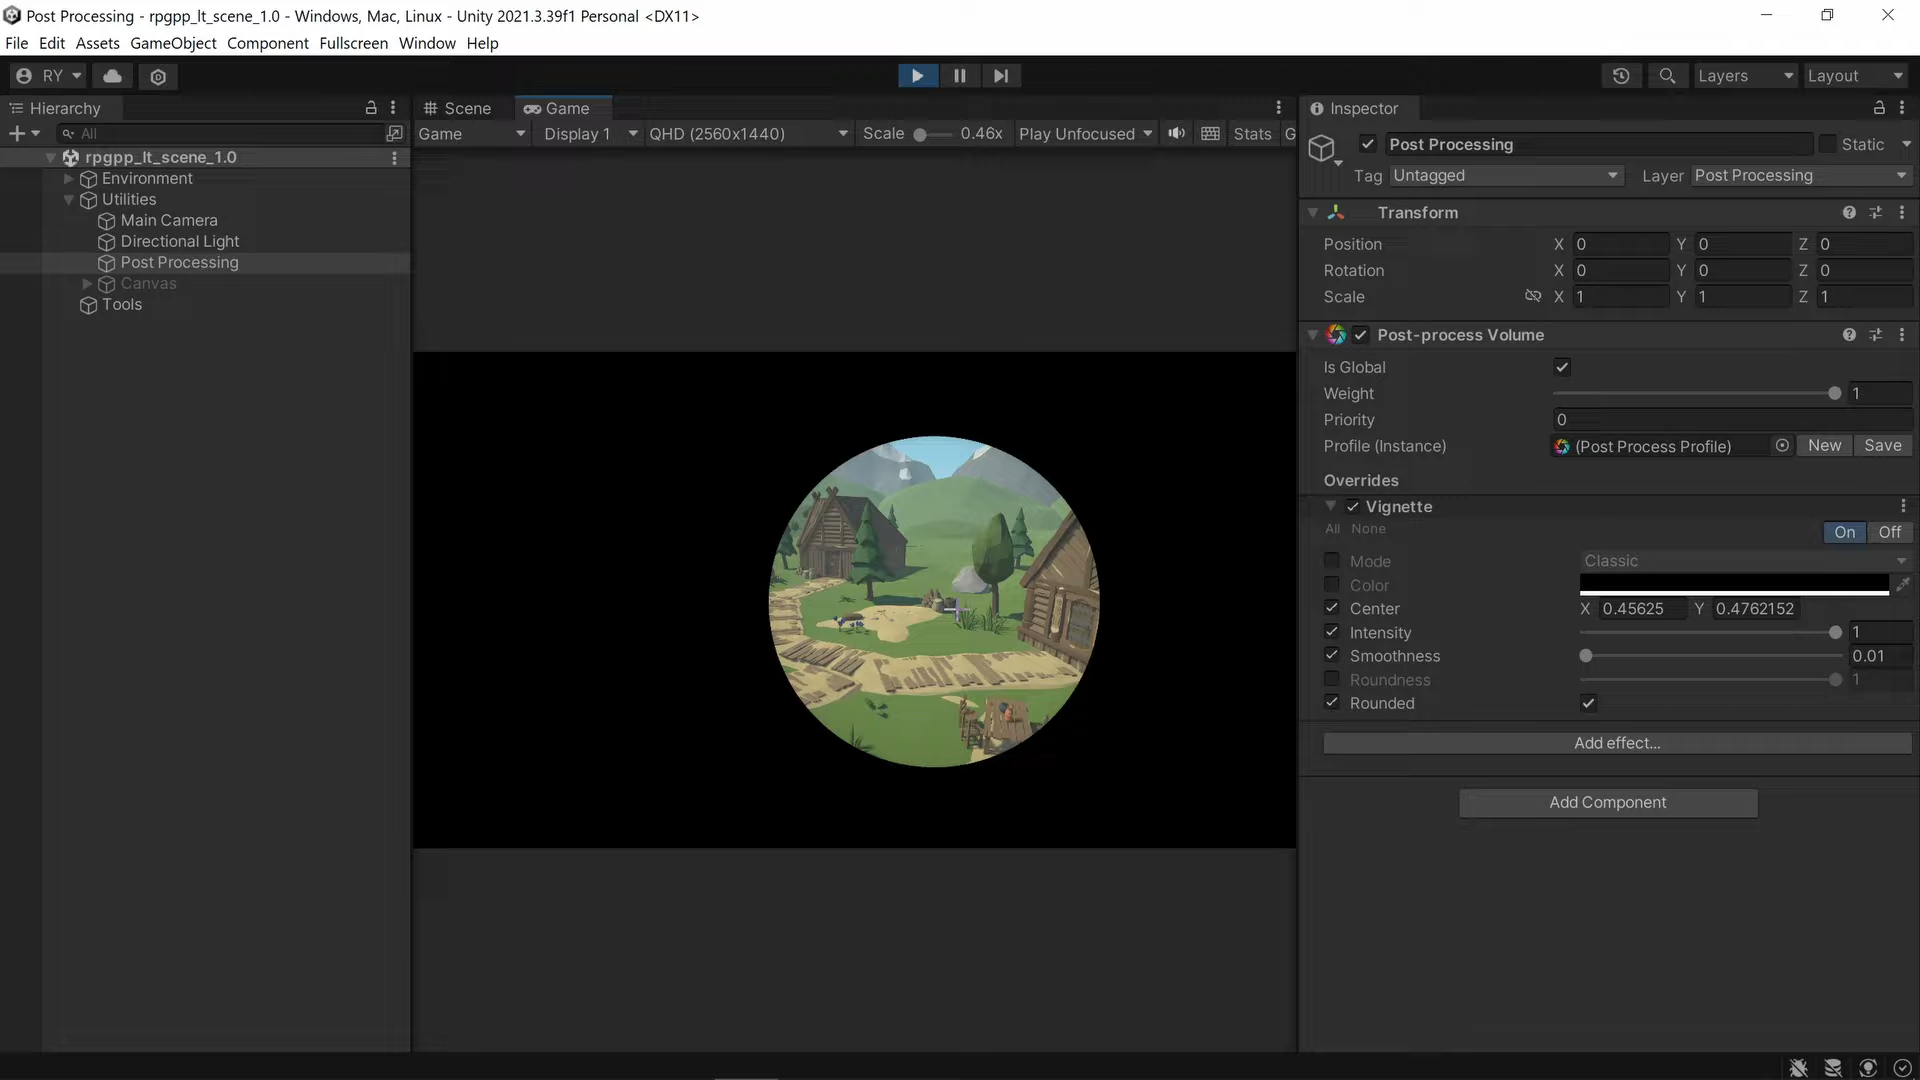 Post Processing - rpgpp_lt_scene_1.0 - Windows, Mac, Linux - Unity 2021.3.39f1 Personal <DX11>
File Edit Assets GameObject Component Fullscreen Window Help
RY Layers Layout
Hierarchy
All
rpgpp_lt_scene_1.0
Environment
Utilities
Main Camera
Directional Light
Post Processing
Canvas
Tools
Scene Game
Game Display 1 QHD (2560x1440) Scale 0.46x Play Unfocused Stats G
Inspector
Post Processing Static
Tag Untagged Layer Post Processing
Transform
Position X 0 Y 0 Z 0
Rotation X 0 Y 0 Z 0
Scale X 1 Y 1 Z 1
Post-process Volume
Is Global
Weight 1
Priority 0
Profile (Instance) (Post Process Profile) New Save
Overrides
Vignette
All None On Off
Mode Classic
Color
Center X 0.45625 Y 0.4762152
Intensity 1
Smoothness 0.01
Roundness 1
Rounded
Add effect...
Add Component